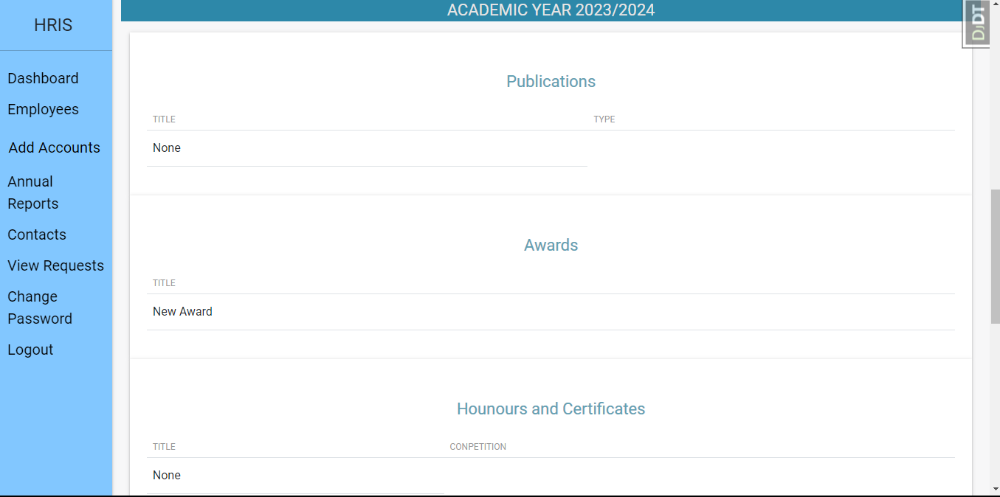 HRIS
Dashboard
Employees
Add Accounts
Annual
Reports
Contacts
View Requests
Change
Password
Logout
ACADEMIC YEAR 2023/2024
DjDT
Publications
TITLE TYPE
None
Awards
TITLE
New Award
Hounours and Certificates
TITLE CONPETITION
None